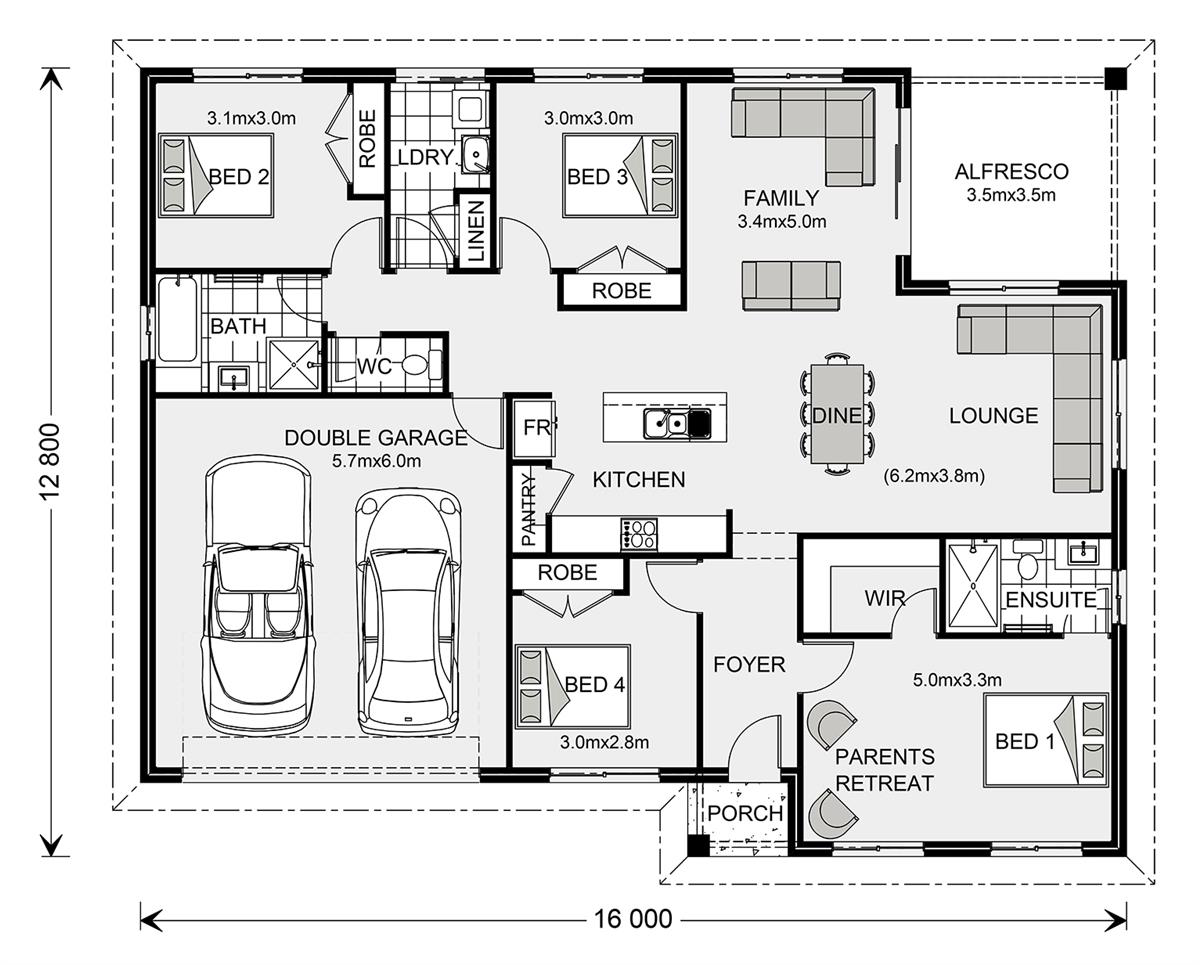 3.1mx3.0m
BED 2
ROBE
LDRY.
LINEN
3.0mx3.0m
BED 3
ROBE
FAMILY
3.4mx5.0m
ALFRESCO
3.5mx3.5m
BATH
WC
DOUBLE GARAGE
5.7mx6.0m
FR
PANTRY
KITCHEN
DINE
LOUNGE
(6.2mx3.8m)
12 800
ROBE
BED 4
3.0mx2.8m
FOYER
WIR
ENSUITE
5.0mx3.3m
BED 1
PARENTS
RETREAT
PORCH
16 000